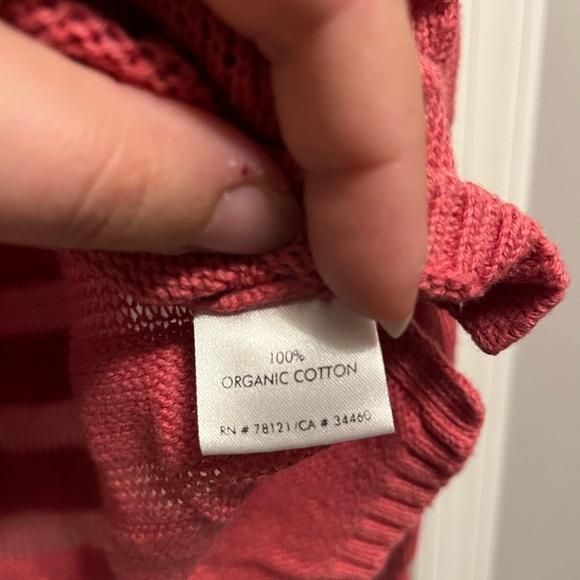 100%
ORGANIC COTTON
RN # 78121 / CA # 34460